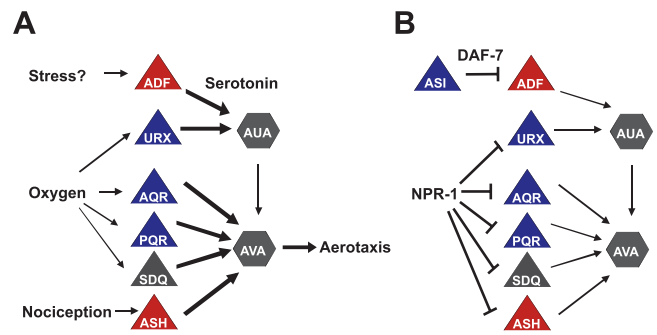 A
Stress?
ADF
Serotonin
URX
AUA
Oxygen
AQR
PQR
AVA
Aerotaxis
SDQ
Nociception
ASH
B
DAF-7
ASI
ADF
URX
AUA
NPR-1
AQR
PQR
AVA
SDQ
ASH